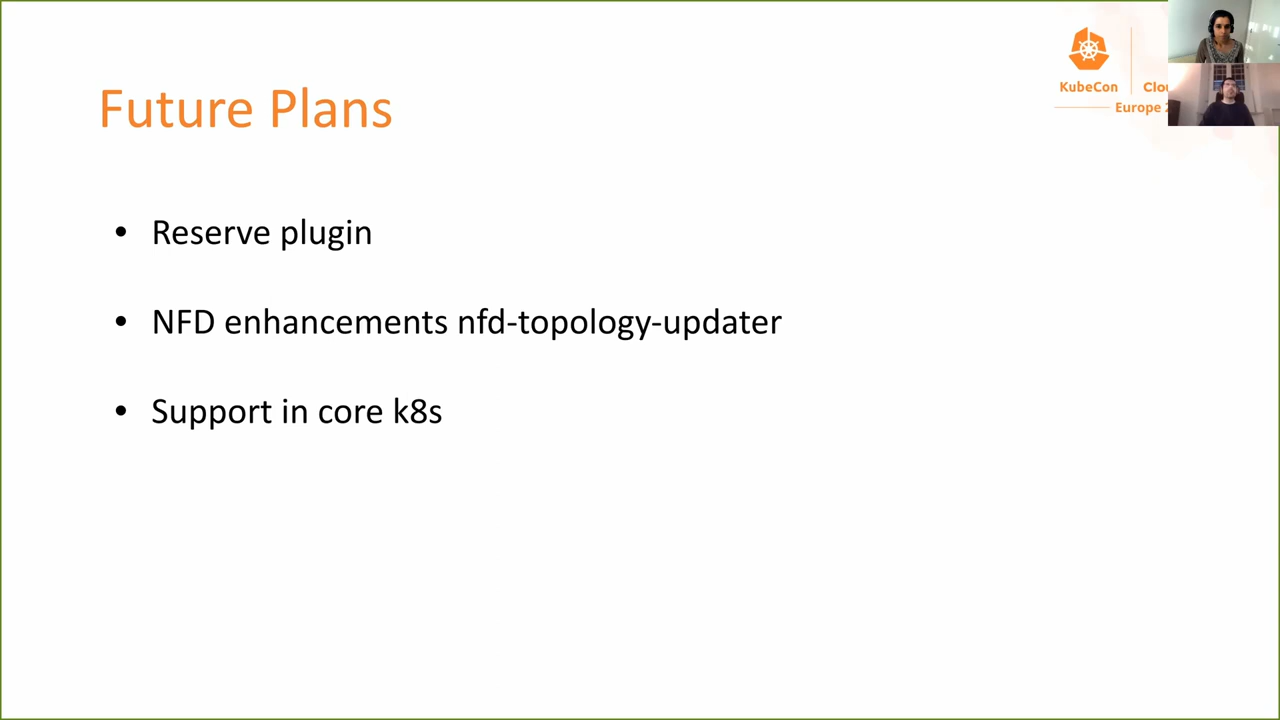 Future Plans
KubeCon
Europe
• Reserve plugin
• NFD enhancements nfd-topology-updater
• Support in core k8s